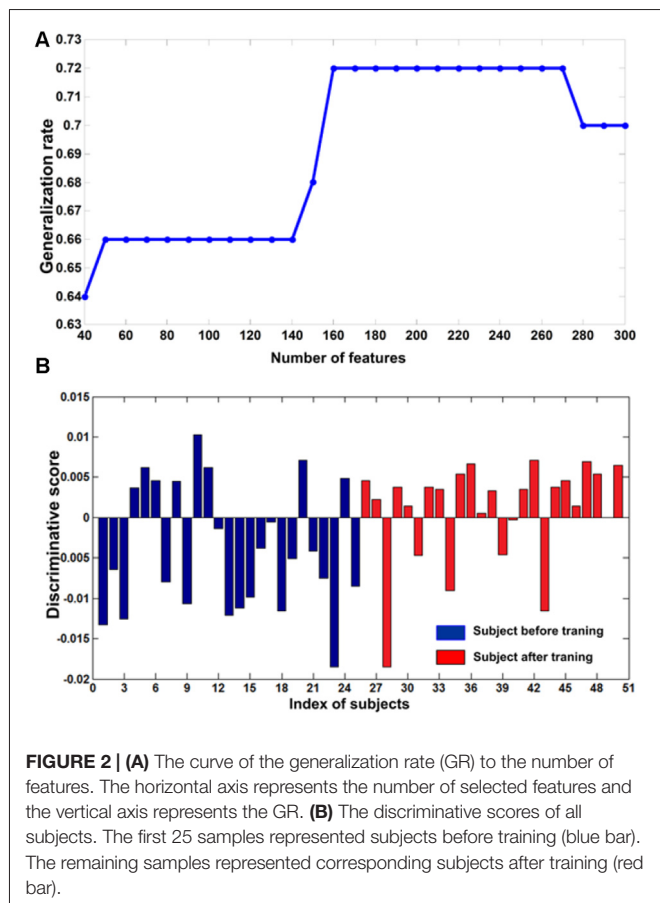 A
0.73
0.72
0.71
0.7
0.69
0.68
0.67
0.66
0.65
0.64
0.63
Generalization rate
40 60 80 100 120 140 160 180 200 220 240 260 280 300
Number of features
B
0.015
0.01
0.005
0
0.005
-0.01
-0.015
-0.02
Discriminative score
Subject before traning
Subject after traning
0 3 6 9 12 15 18 21 24 27 30 33 36 39 42 45 48 51
Index of subjects
FIGURE 2 | (A) The curve of the generalization rate (GR) to the number of
features. The horizontal axis represents the number of selected features and
the vertical axis represents the GR. (B) The discriminative scores of all
subjects. The first 25 samples represented subjects before training (blue bar).
The remaining samples represented corresponding subjects after training (red
bar).